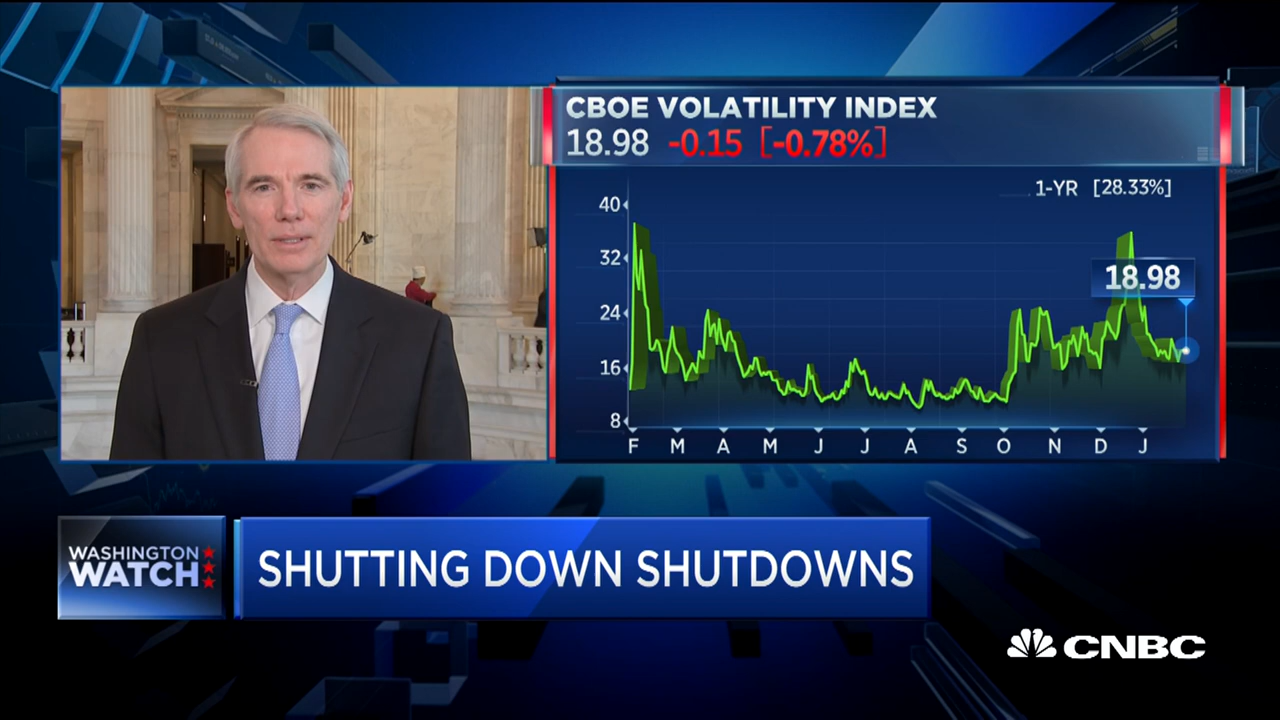 CBOE VOLATILITY INDEX
18.98 -0.15 [-0.78%]
1-YR [28.33%]
40
32
24
16
8
18.98
F M A M J J A S O N D J
WASHINGTON
WATCH
SHUTTING DOWN SHUTDOWNS
CNBC